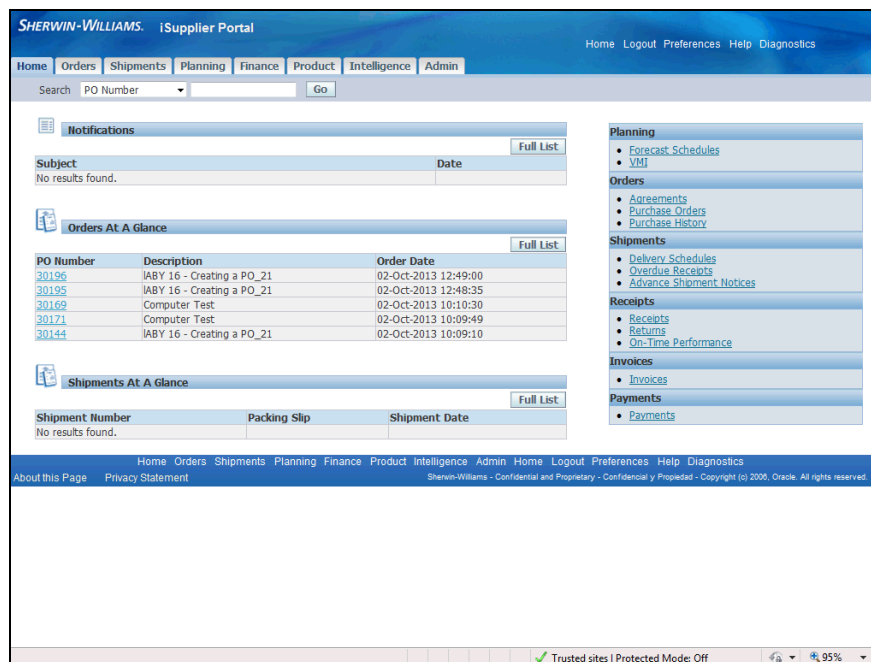 SHERWIN-WILLIAMS. iSupplier Portal
Home Logout Preferences Help Diagnostics
Home Orders Shipments Planning Finance Product Intelligence Admin
Search PO Number Go
Notifications
Full List
Subject Date
No results found.
Orders At A Glance
Full List
PO Number Description Order Date
30196 IABY 16 - Creating a PO_21 02-Oct-2013 12:49:00
30195 IABY 16 - Creating a PO_21 02-Oct-2013 12:48:35
30169 Computer Test 02-Oct-2013 10:10:30
30171 Computer Test 02-Oct-2013 10:09:49
30144 IABY 16 - Creating a PO_21 02-Oct-2013 10:09:10
Shipments At A Glance
Full List
Shipment Number Packing Slip Shipment Date
No results found.
Planning
Forecast Schedules
VMI
Orders
Agreements
Purchase Orders
Purchase History
Shipments
Delivery Schedules
Overdue Receipts
Advance Shipment Notices
Receipts
Receipts
Returns
On-Time Performance
Invoices
Invoices
Payments
Payments
Home Orders Shipments Planning Finance Product Intelligence Admin Home Logout Preferences Help Diagnostics
About this Page Privacy Statement Sherwin-Williams - Confidential and Proprietary - Confidencial y Propiedad - Copyright (c) 2006, Oracle. All rights reserved.
Trusted sites | Protected Mode: Off 95%